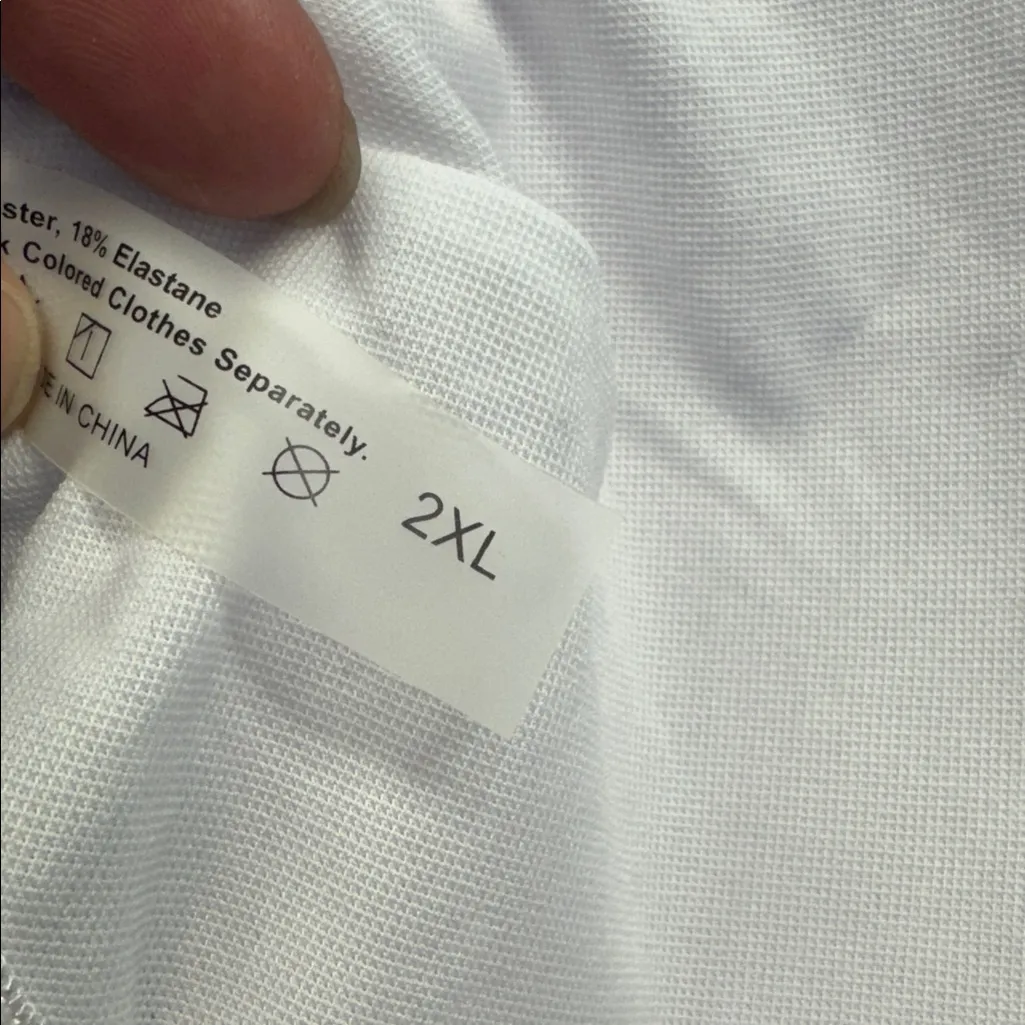 ster, 18% Elastane
Colored Clothes Separately.
E IN CHINA
2XL